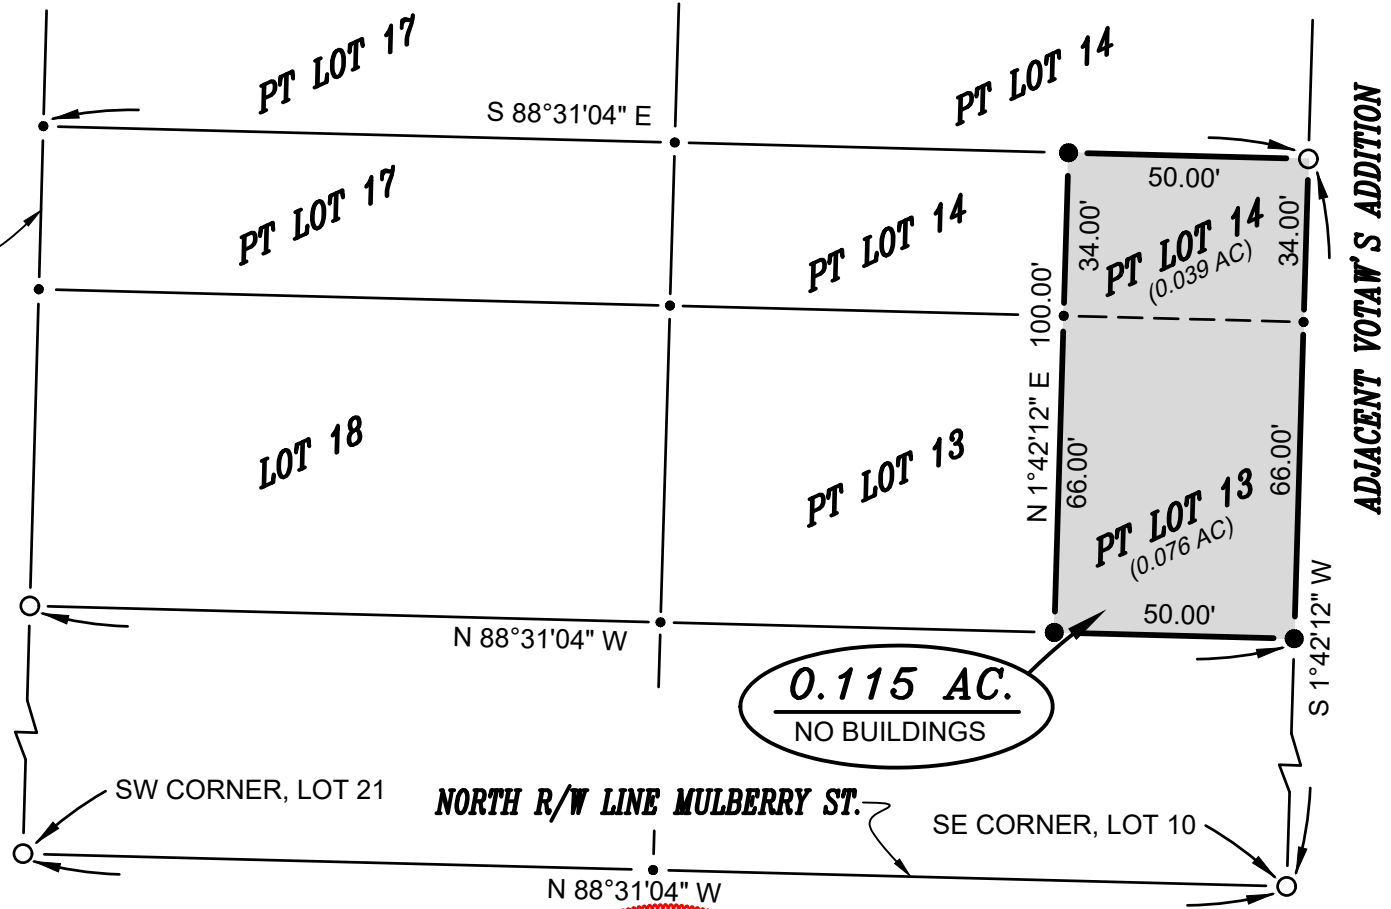 PT LOT 17
PT LOT 14
S 88°31'04" E
ADJACENT VOTAW'S ADDITION
50.00'
PT LOT 17
PT LOT 14
34.00'
PT LOT 14
(0.039 AC)
34.00'
N 1°42'12" E 100.00'
LOT 18
PT LOT 13
66.00'
PT LOT 13
(0.076 AC)
66.00'
50.00'
N 88°31'04" W
S 1°42'12" W
0.115 AC.
NO BUILDINGS
SW CORNER, LOT 21
NORTH R/W LINE MULBERRY ST.
SE CORNER, LOT 10
N 88°31'04" W